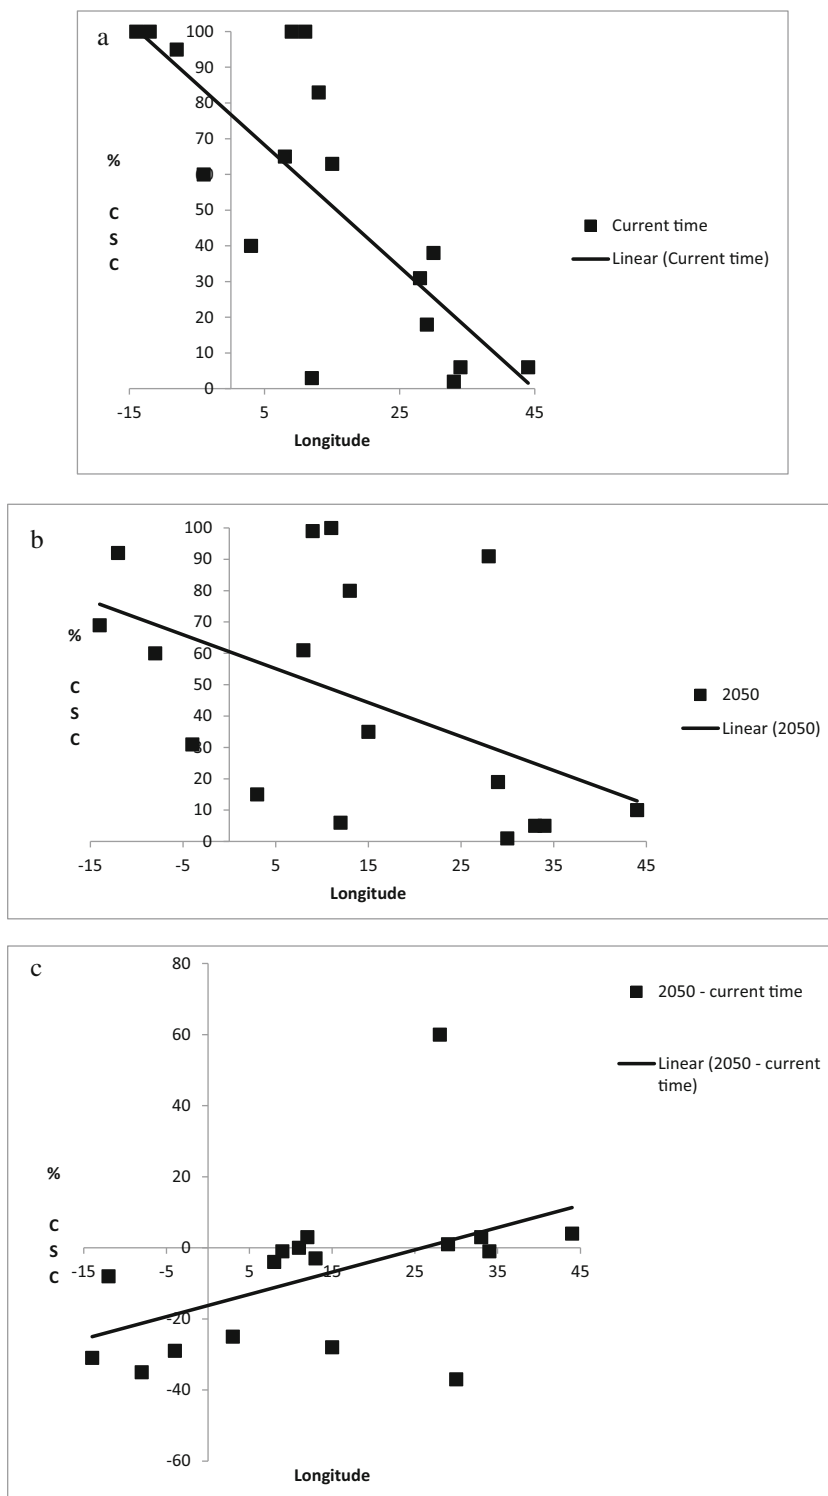 a
100
90
80
70
60
50
40
30
20
10
0
%
C
S
C
-15 5 25 45
Longitude
Current time
Linear (Current time)
b
100
90
80
70
60
50
40
30
20
10
0
%
C
S
C
-15 -5 5 15 25 35 45
Longitude
2050
Linear (2050)
c
80
60
40
20
0
-20
-40
-60
%
C
S
C
-15 -5 5 15 25 35 45
Longitude
2050 - current time
Linear (2050 - current
time)